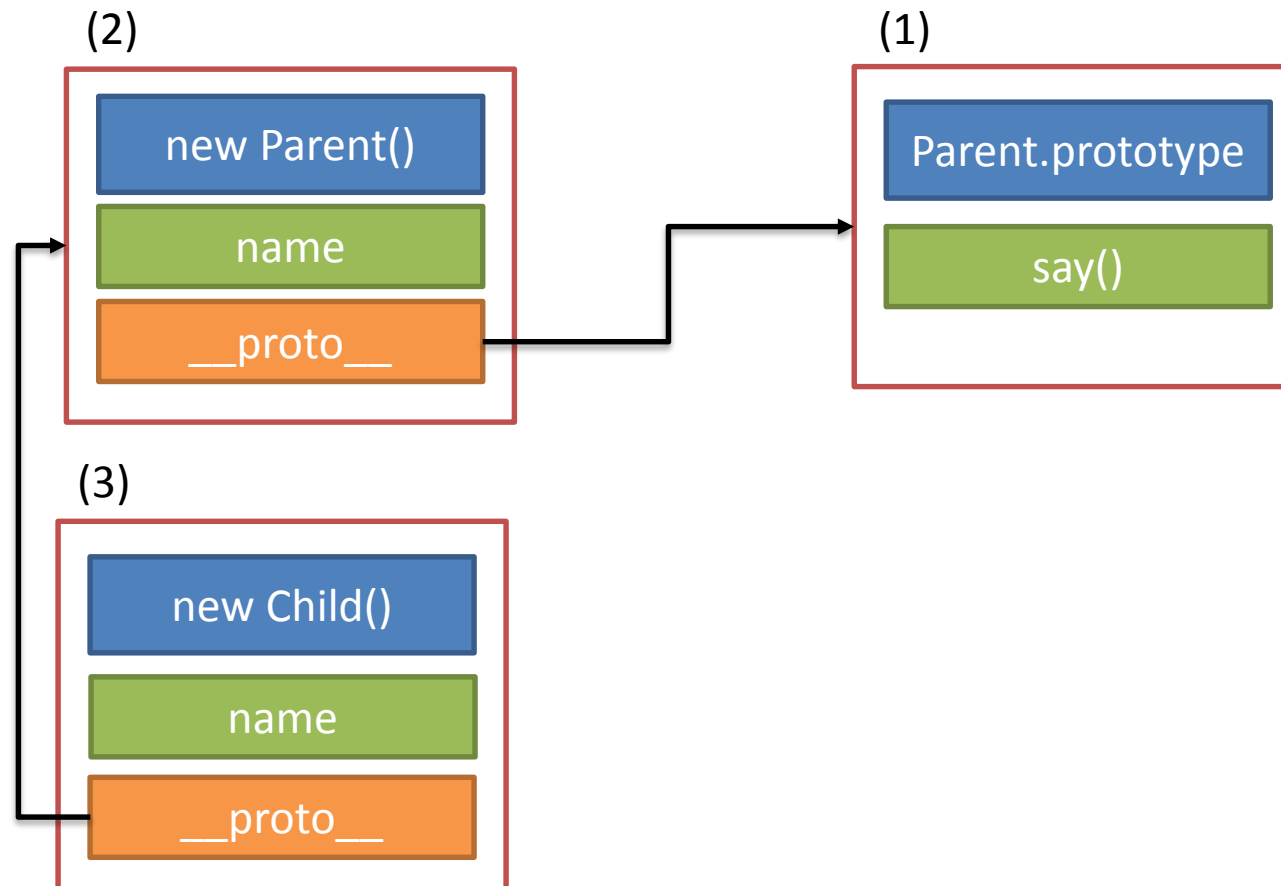 (2)
new Parent()
name
__proto__
(1)
Parent.prototype
say()
(3)
new Child()
name
__proto__